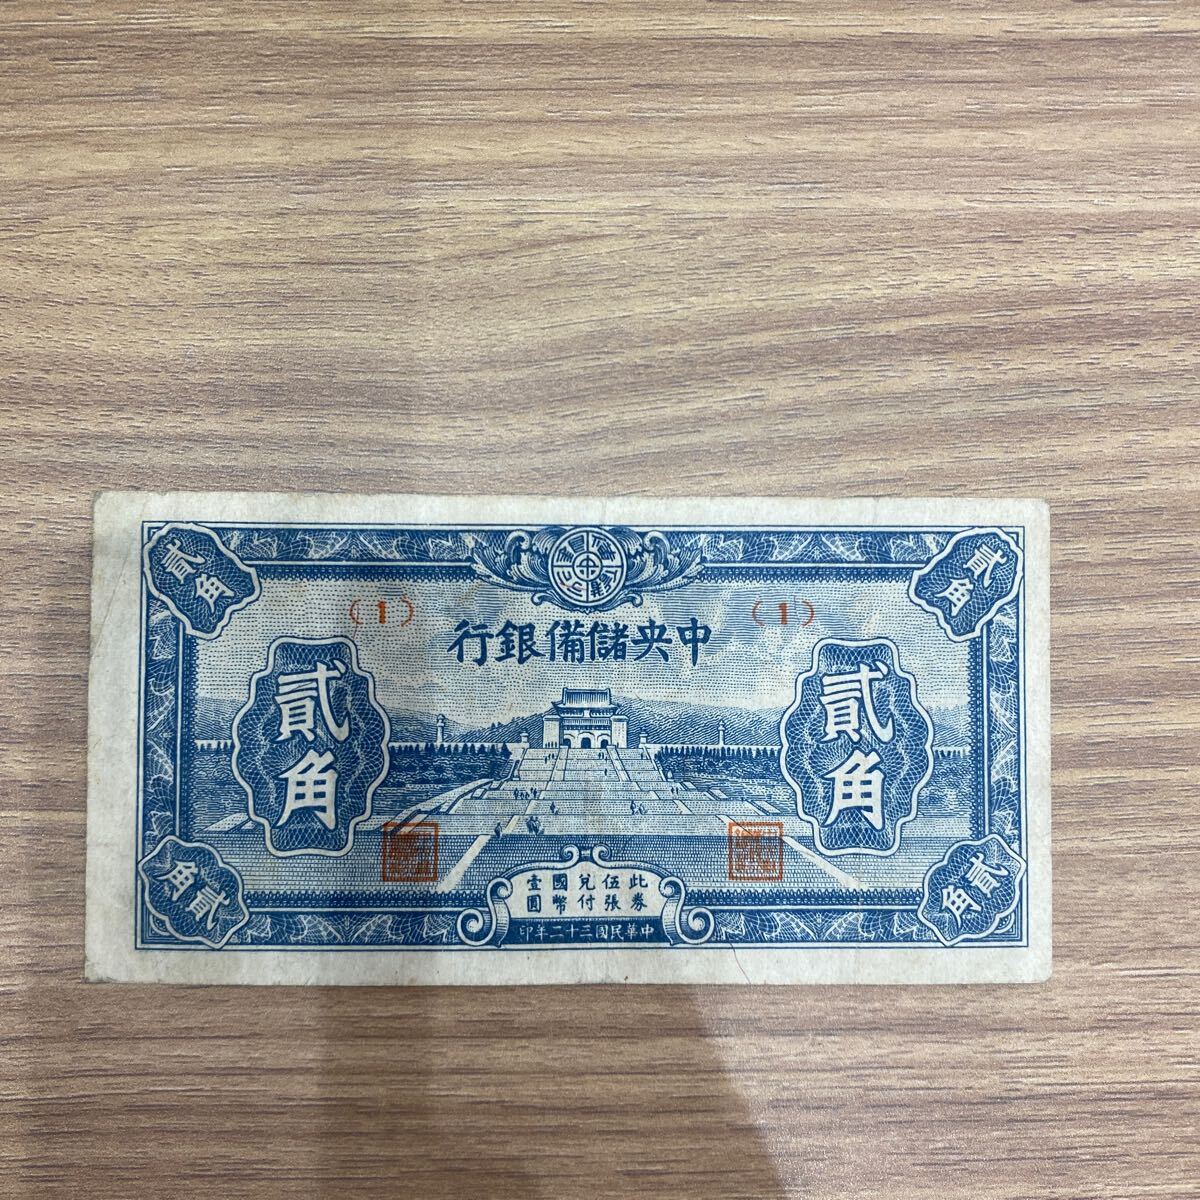 貳角
貳角
(1)
(1)
中央儲備銀行
貳角
貳角
此券伍張兌付國幣壹圓
中華民國三十二年印
貳角
貳角